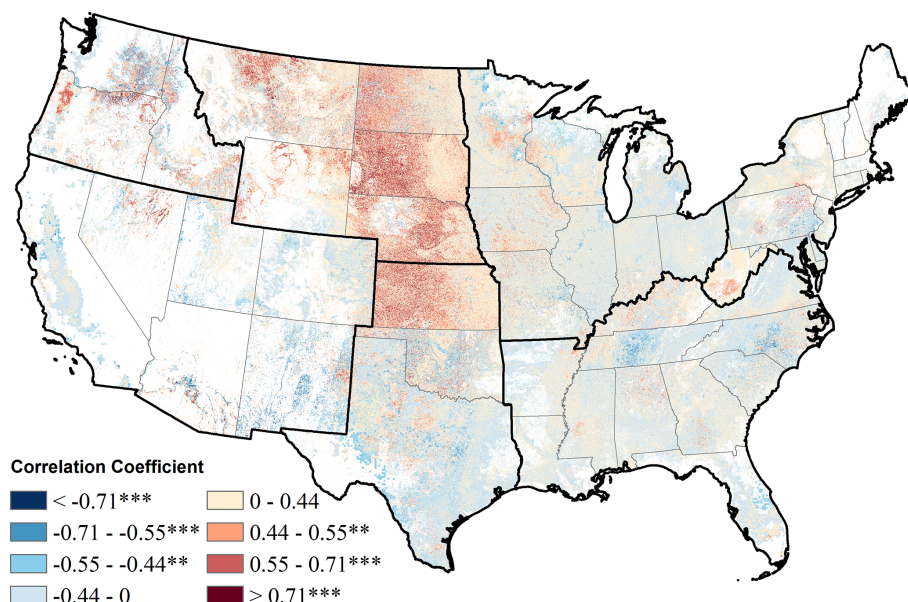 Correlation Coefficient
< -0.71***
0 - 0.44
-0.71 - -0.55***
0.44 - 0.55**
-0.55 - -0.44**
0.55 - 0.71***
-0.44 - 0
> 0.71***